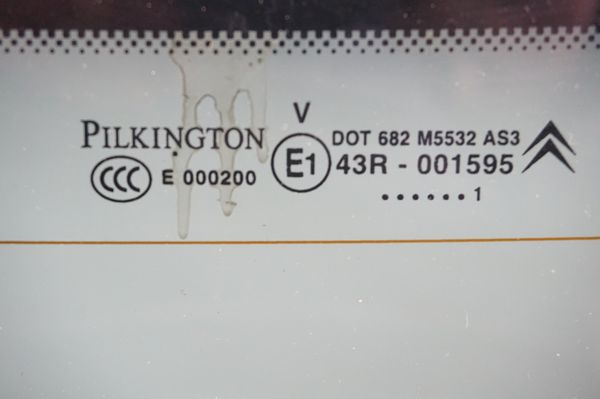 V
PILKINGTON
CCC E 000200
E1
DOT 682 M5532 AS3
43R - 001595
......1